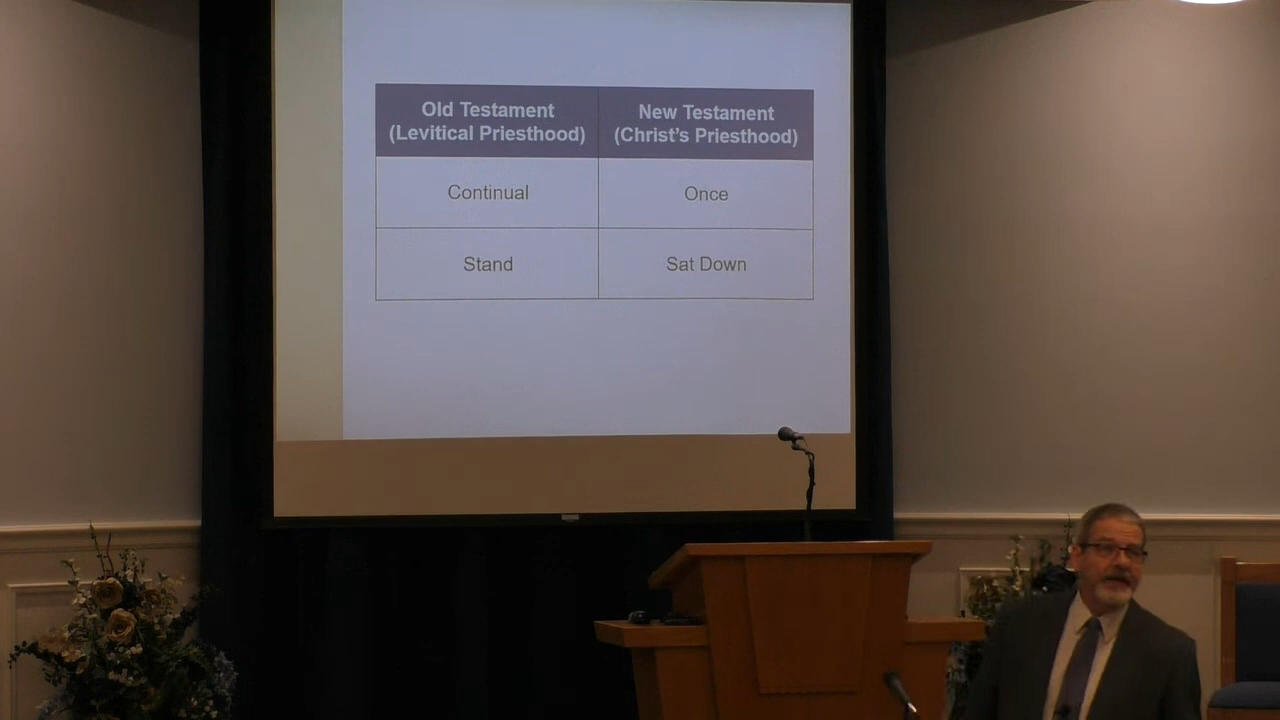 Old Testament
(Levitical Priesthood)
New Testament
(Christ's Priesthood)
Continual
Once
Stand
Sat Down